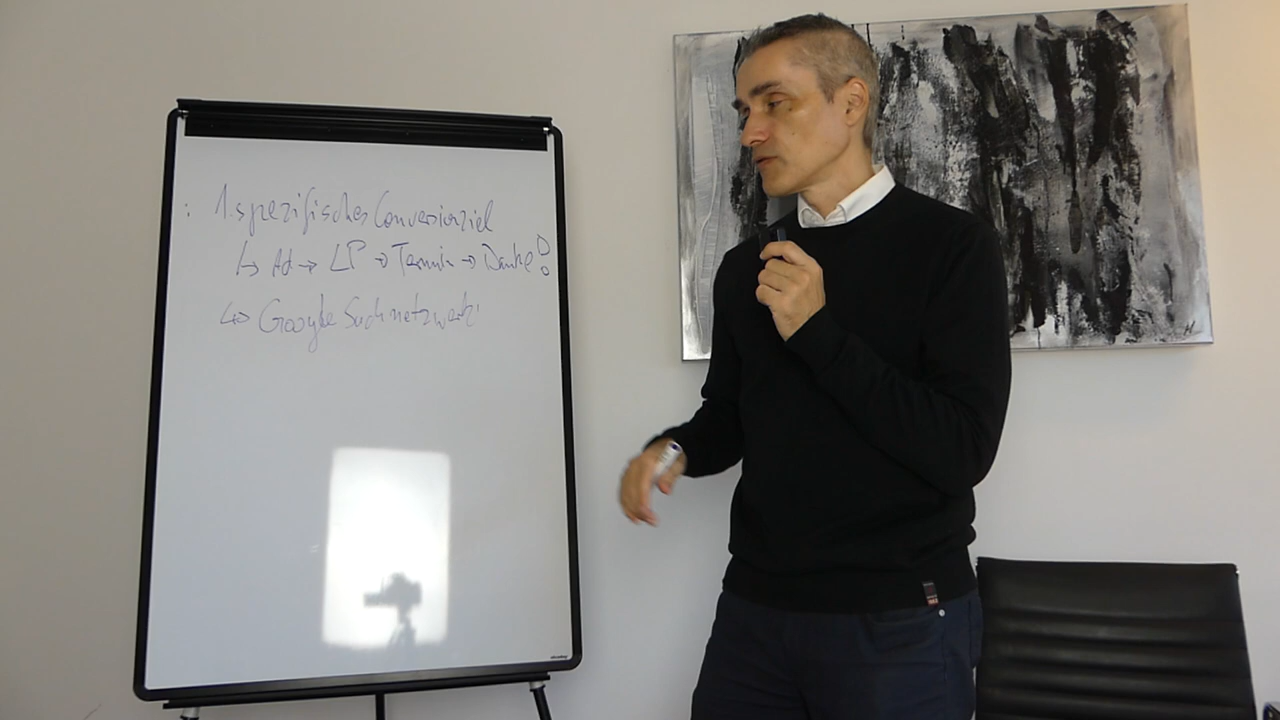 : 1. spezifisches Conversionziel
↳ Ad → LP → Termin → Danke!
↳ Google Suchnetzwerk
H